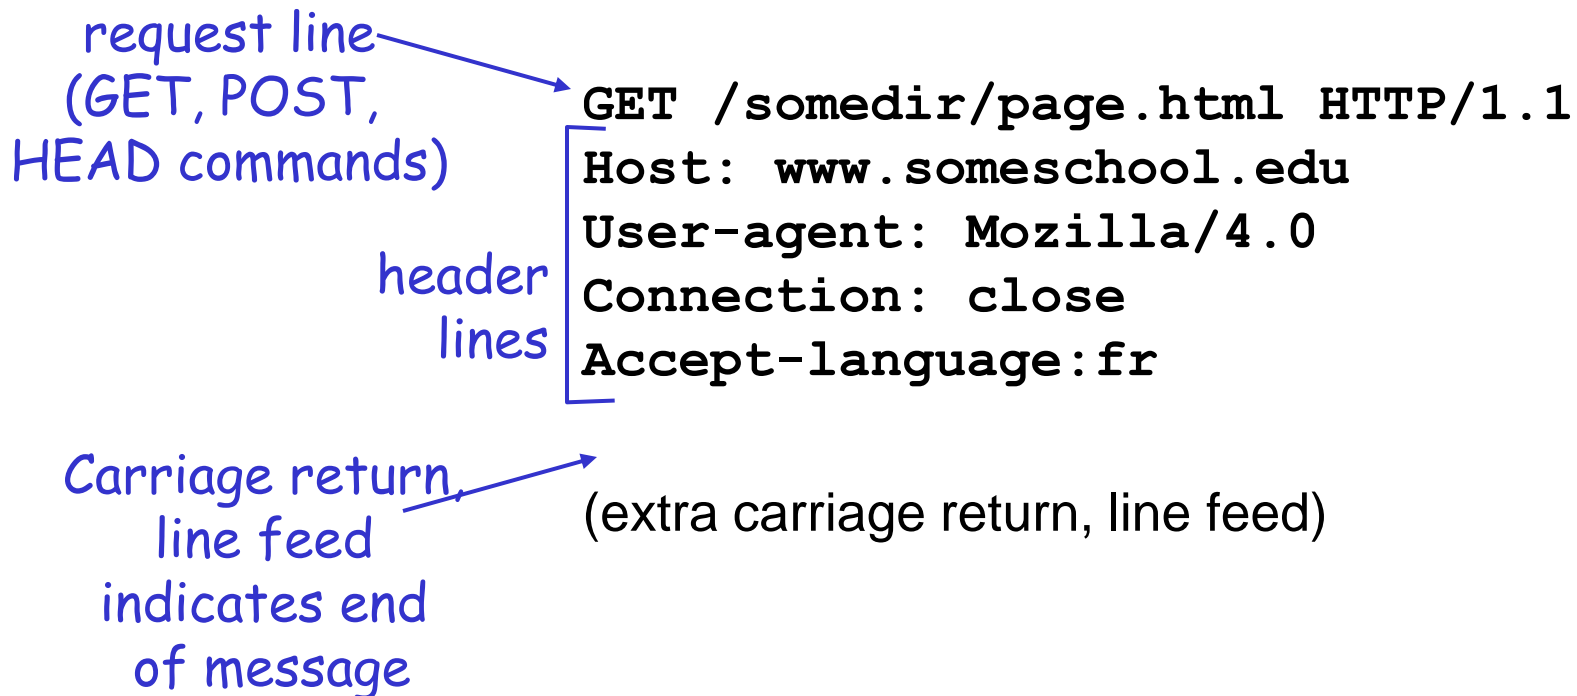 request line
(GET, POST,
HEAD commands)
GET /somedir/page.html HTTP/1.1
Host: www.someschool.edu
User-agent: Mozilla/4.0
Connection: close
Accept-language:fr
header
lines
Carriage return,
line feed
indicates end
of message
(extra carriage return, line feed)